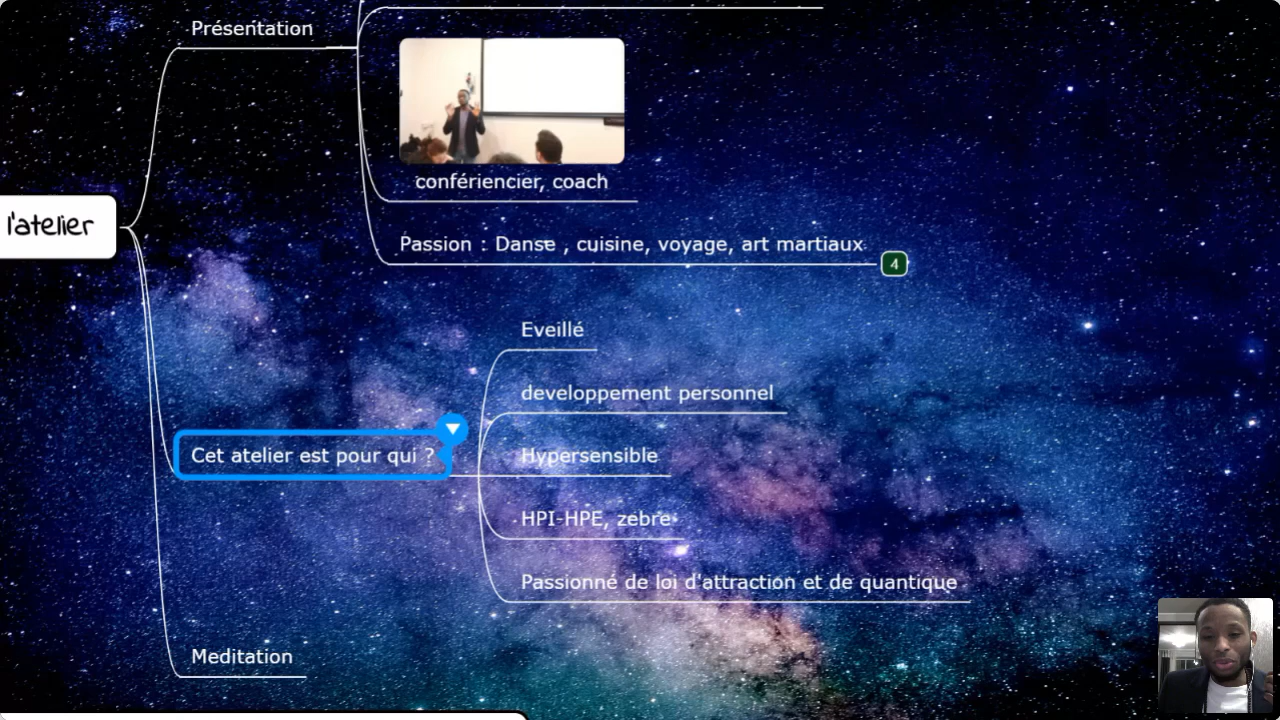 Présentation
confériencier, coach
Passion : Danse , cuisine, voyage, art martiaux
4
l'atelier
Eveillé
developpement personnel
Cet atelier est pour qui ?
Hypersensible
HPI-HPE, zebre
Passionné de loi d'attraction et de quantique
Meditation